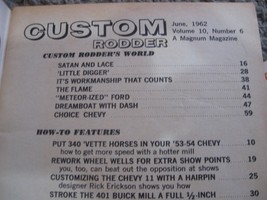 CUSTOM
RODDER
June, 1962
Volume 10, Number 6
A Magnum Magazine
CUSTOM RODDER'S WORLD
SATAN AND LACE 16
'LITTLE DIGGER' 28
IT'S WORKMANSHIP THAT COUNTS 38
THE FLAME 41
"METEOR-IZED" FORD 44
DREAMBOAT WITH DASH 47
CHOICE CHEVY 59
HOW-TO FEATURES
PUT 340 'VETTE HORSES IN YOUR '53-54 CHEVY 10
how to get more speed with a hotter mill
REWORK WHEEL WELLS FOR EXTRA SHOW POINTS 19
you, too, can beat out the opposition at shows
CUSTOMIZING THE CHEVY 11 WITH A HAIRPIN 25
designer Rick Erickson shows you how
STROKE THE 401 BUICK MILL A FULL ½-INCH 30